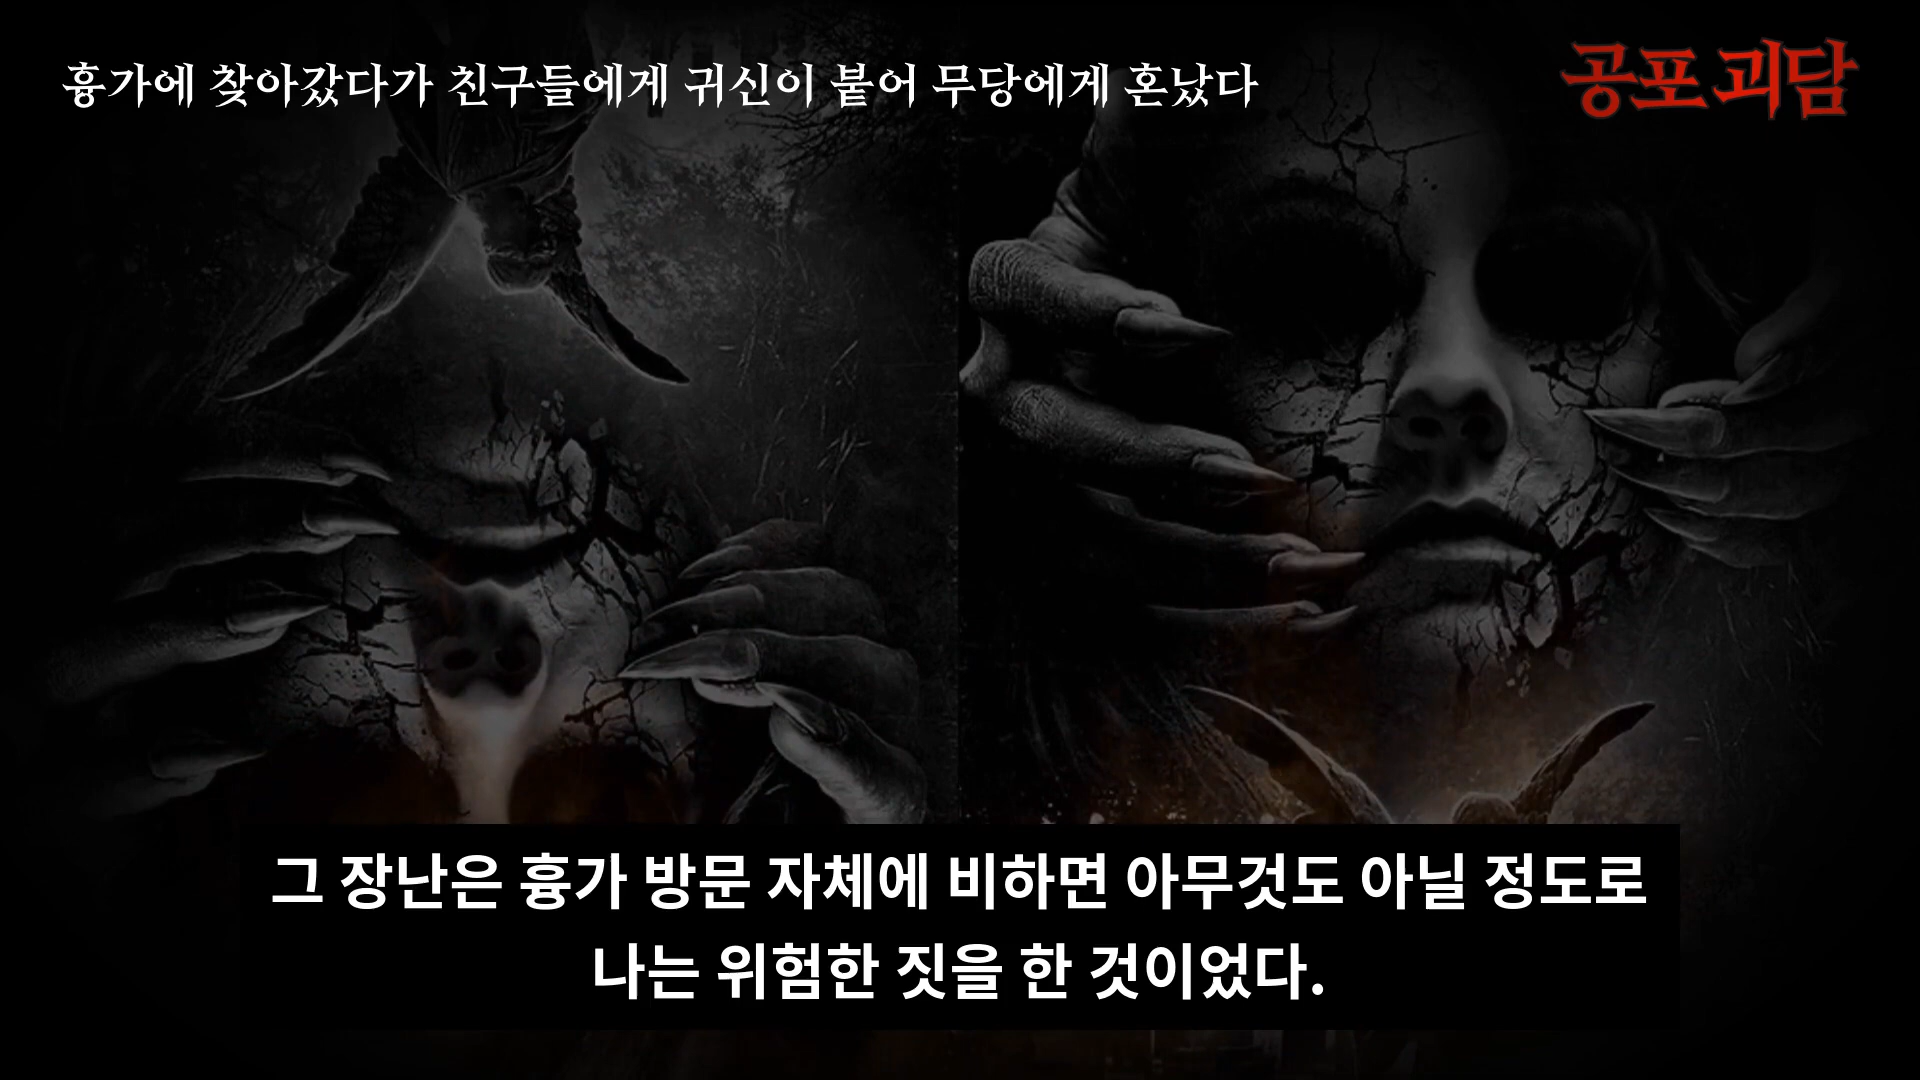 흉가에 찾아갔다가 친구들에게 귀신이 붙어 무당에게 혼났다
공포 괴담
그 장난은 흉가 방문 자체에 비하면 아무것도 아닐 정도로
나는 위험한 짓을 한 것이었다.